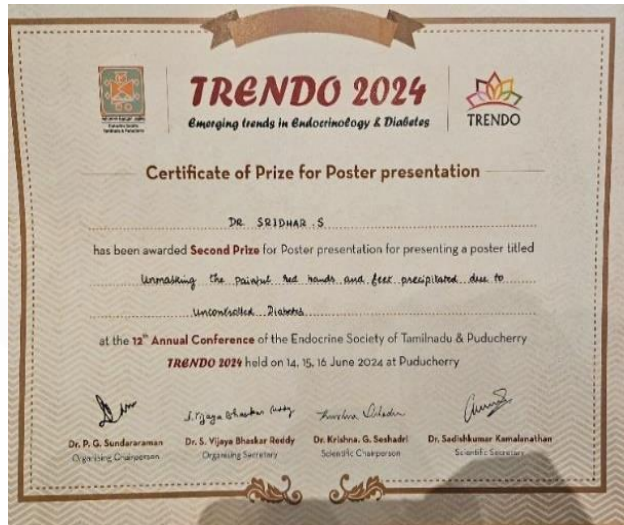 TRENDO 2024
Emerging trends in Endocrinology & Diabetes
TRENDO
Certificate of Prize for Poster presentation
DR. SRIDHAR . S
has been awarded Second Prize for Poster presentation for presenting a poster titled
Unmasking the painful red hands and feet precipitated due to
Uncontrolled Diabetes
at the 12th Annual Conference of the Endocrine Society of Tamilnadu & Puducherry
TRENDO 2024 held on 14, 15, 16 June 2024 at Puducherry
S. Vijaya Bhaskar Reddy
Dr. P. G. Sundararaman
Organising Chairperson
Dr. S. Vijaya Bhaskar Reddy
Organising Secretary
Dr. Krishna. G. Seshadri
Scientific Chairperson
Dr. Sadishkumar Kamalanathan
Scientific Secretary